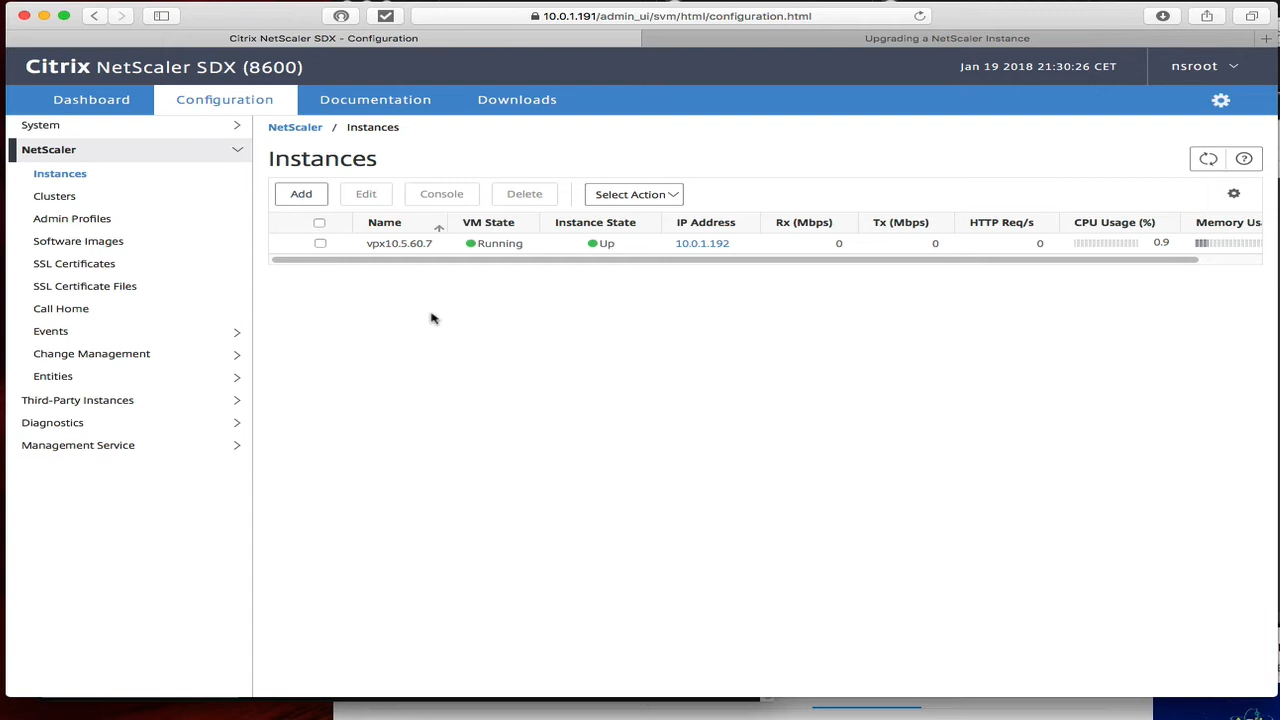 10.0.1.191/admin_ui/svm/html/configuration.html
Citrix NetScaler SDX - Configuration
Upgrading a NetScaler Instance
Citrix NetScaler SDX (8600)
Jan 19 2018 21:30:26 CET
nsroot
Dashboard
Configuration
Documentation
Downloads
System
NetScaler
Instances
Clusters
Admin Profiles
Software Images
SSL Certificates
SSL Certificate Files
Call Home
Events
Change Management
Entities
Third-Party Instances
Diagnostics
Management Service
NetScaler / Instances
Instances
Add
Edit
Console
Delete
Select Action
Name VM State Instance State IP Address Rx (Mbps) Tx (Mbps) HTTP Req/s CPU Usage (%) Memory Us
vpx10.5.60.7 Running Up 10.0.1.192 0 0 0 0.9